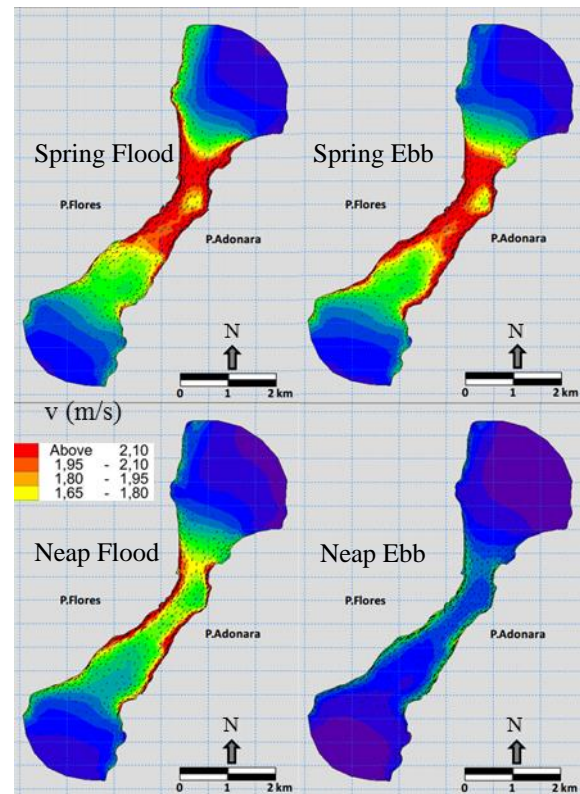 Spring Flood
P.Flores
P.Adonara
N
0 1 2 km
Spring Ebb
P.Flores
P.Adonara
N
0 1 2 km
v (m/s)
Above 2,10
1,95 - 2,10
1,80 - 1,95
1,65 - 1,80
Neap Flood
P.Flores
P.Adonara
N
0 1 2 km
Neap Ebb
P.Flores
P.Adonara
N
0 1 2 km